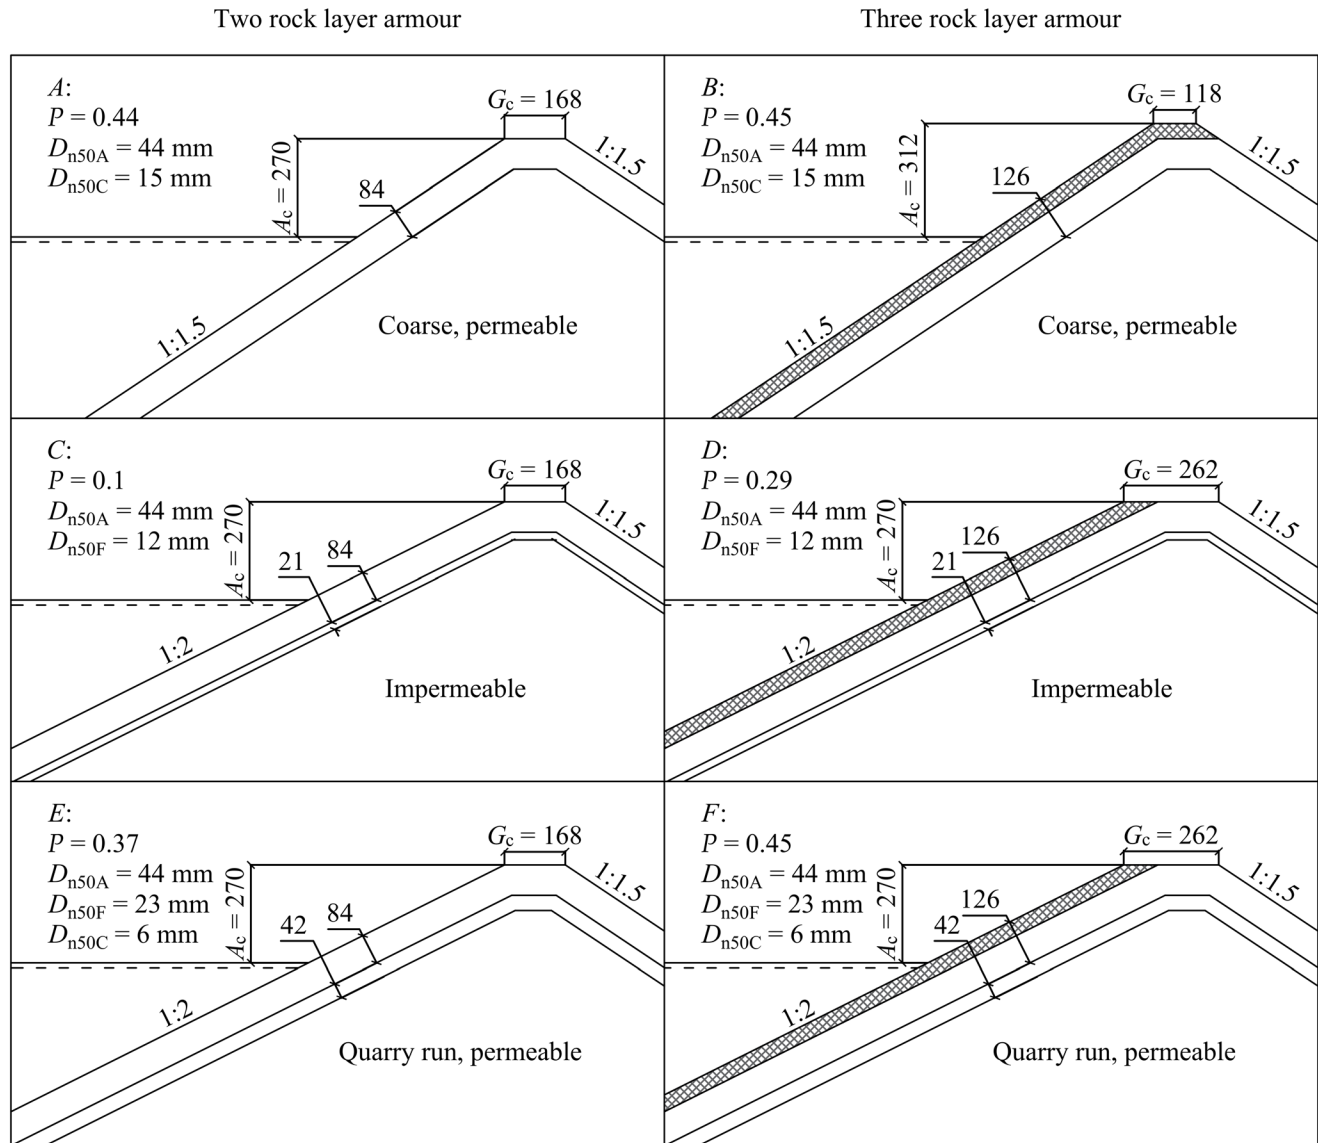 Two rock layer armour
Three rock layer armour
A:
P = 0.44
Dn50A = 44 mm
Dn50C = 15 mm
Gc = 168
Ac = 270
84
1:1.5
1:1.5
Coarse, permeable
B:
P = 0.45
Dn50A = 44 mm
Dn50C = 15 mm
Gc = 118
Ac = 312
126
1:1.5
1:1.5
Coarse, permeable
C:
P = 0.1
Dn50A = 44 mm
Dn50F = 12 mm
Gc = 168
Ac = 270
21
84
1:1.5
1:2
Impermeable
D:
P = 0.29
Dn50A = 44 mm
Dn50F = 12 mm
Gc = 262
Ac = 270
21
126
1:1.5
1:2
Impermeable
E:
P = 0.37
Dn50A = 44 mm
Dn50F = 23 mm
Dn50C = 6 mm
Gc = 168
Ac = 270
42
84
1:1.5
1:2
Quarry run, permeable
F:
P = 0.45
Dn50A = 44 mm
Dn50F = 23 mm
Dn50C = 6 mm
Gc = 262
Ac = 270
42
126
1:1.5
1:2
Quarry run, permeable